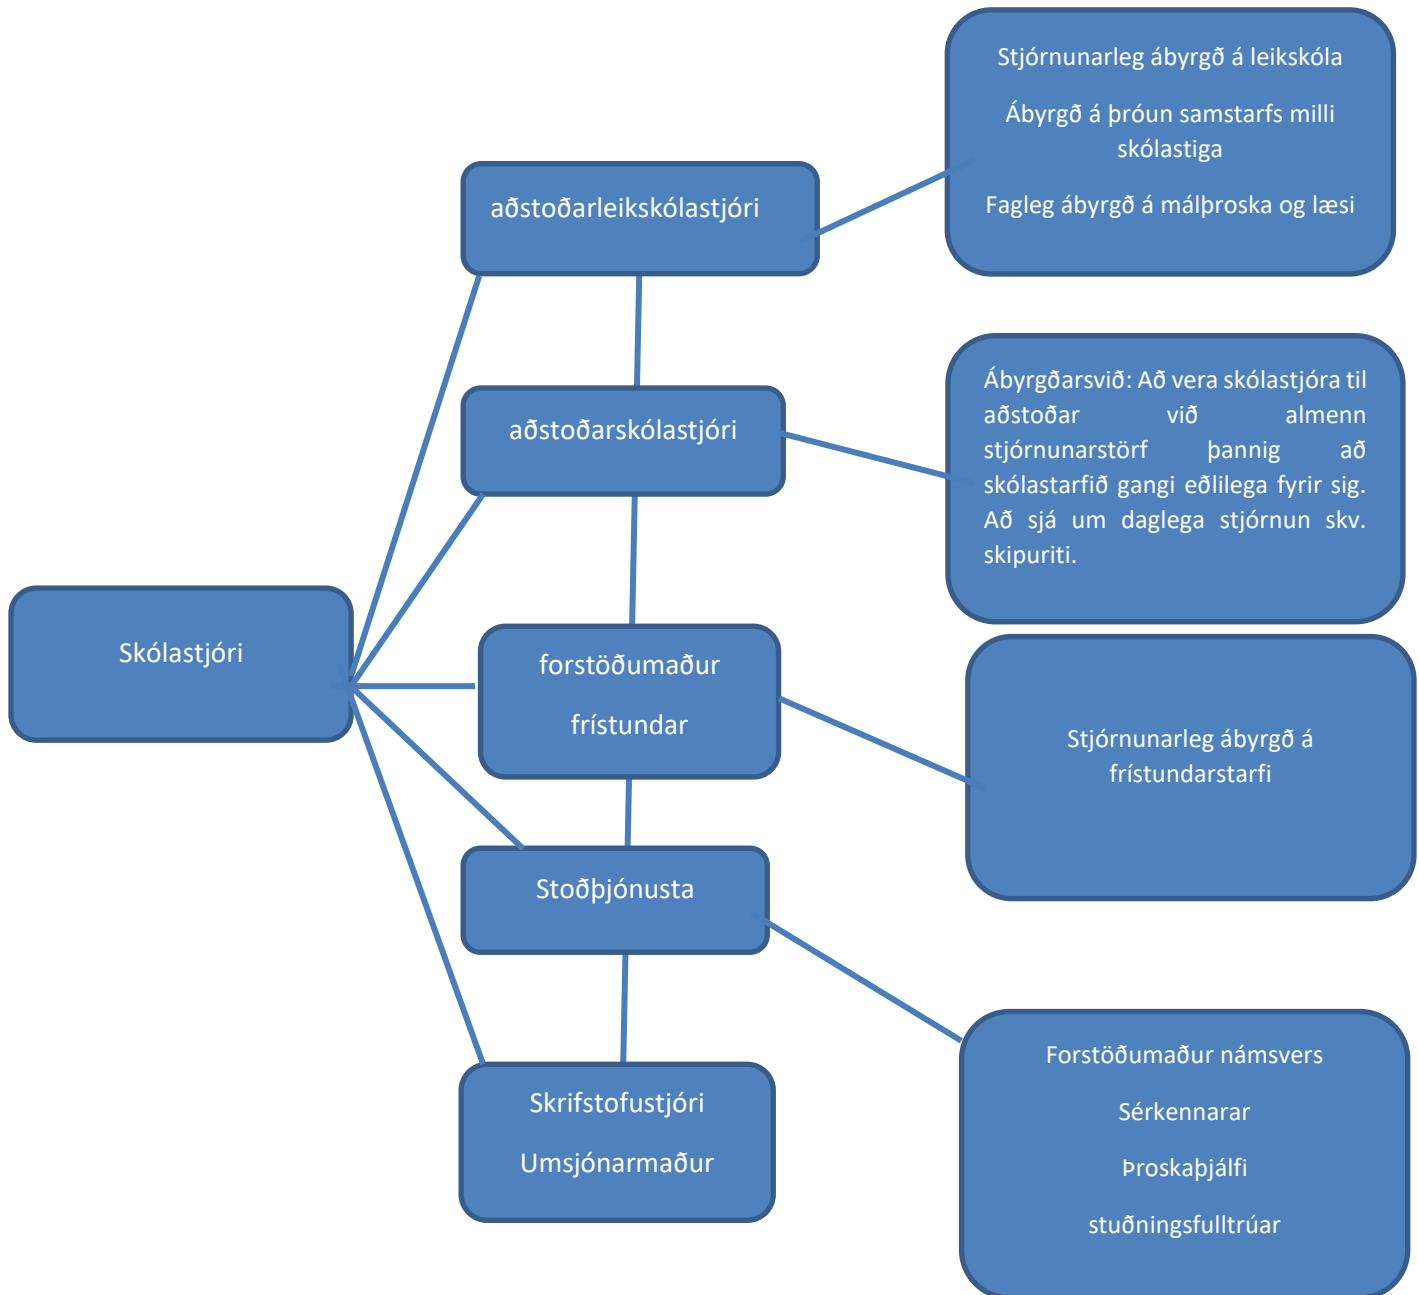 Stjórnunarleg ábyrgð á leikskóla
Ábyrgð á þróun samstarfs milli
skólastiga
Fagleg ábyrgð á málþroska og læsi
aðstoðarleikskólastjóri
Ábyrgðarsvið: Að vera skólastjóra til
aðstoðar við almenn
stjórnunarstörf þannig að
skólastarfið gangi eðlilega fyrir sig.
Að sjá um daglega stjórnun skv.
skipuriti.
aðstoðarskólastjóri
Skólastjóri
forstöðumaður
frístundar
Stjórnunarleg ábyrgð á
frístundarstarfi
Stoðþjónusta
Forstöðumaður námsvers
Sérkennarar
Þroskaþjálfi
stuðningsfulltrúar
Skrifstofustjóri
Umsjónarmaður